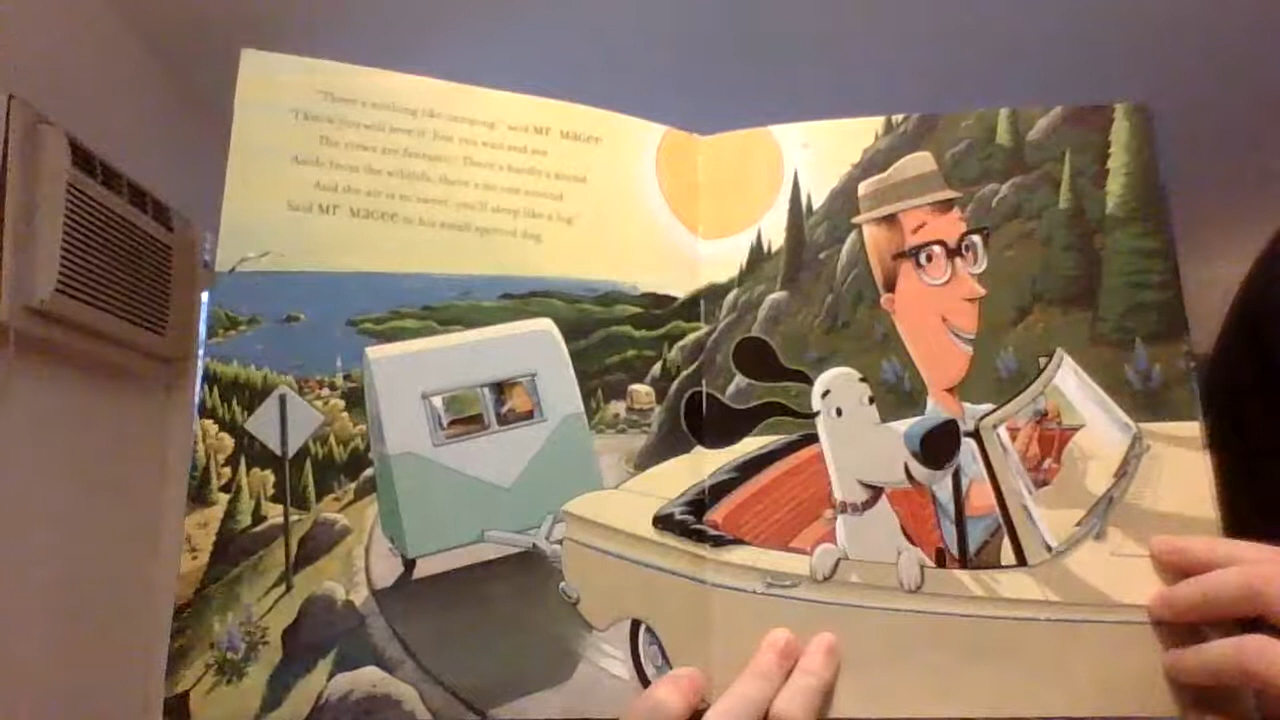 "There's nothing like camping," said Mr. Magee.
"I know you will love it. Just you wait and see.
The views are fantastic! There's hardly a sound.
Aside from the wildlife, there's no one around.
And the air is so sweet, you'll sleep like a log,"
Said Mr. Magee to his small spotted dog.